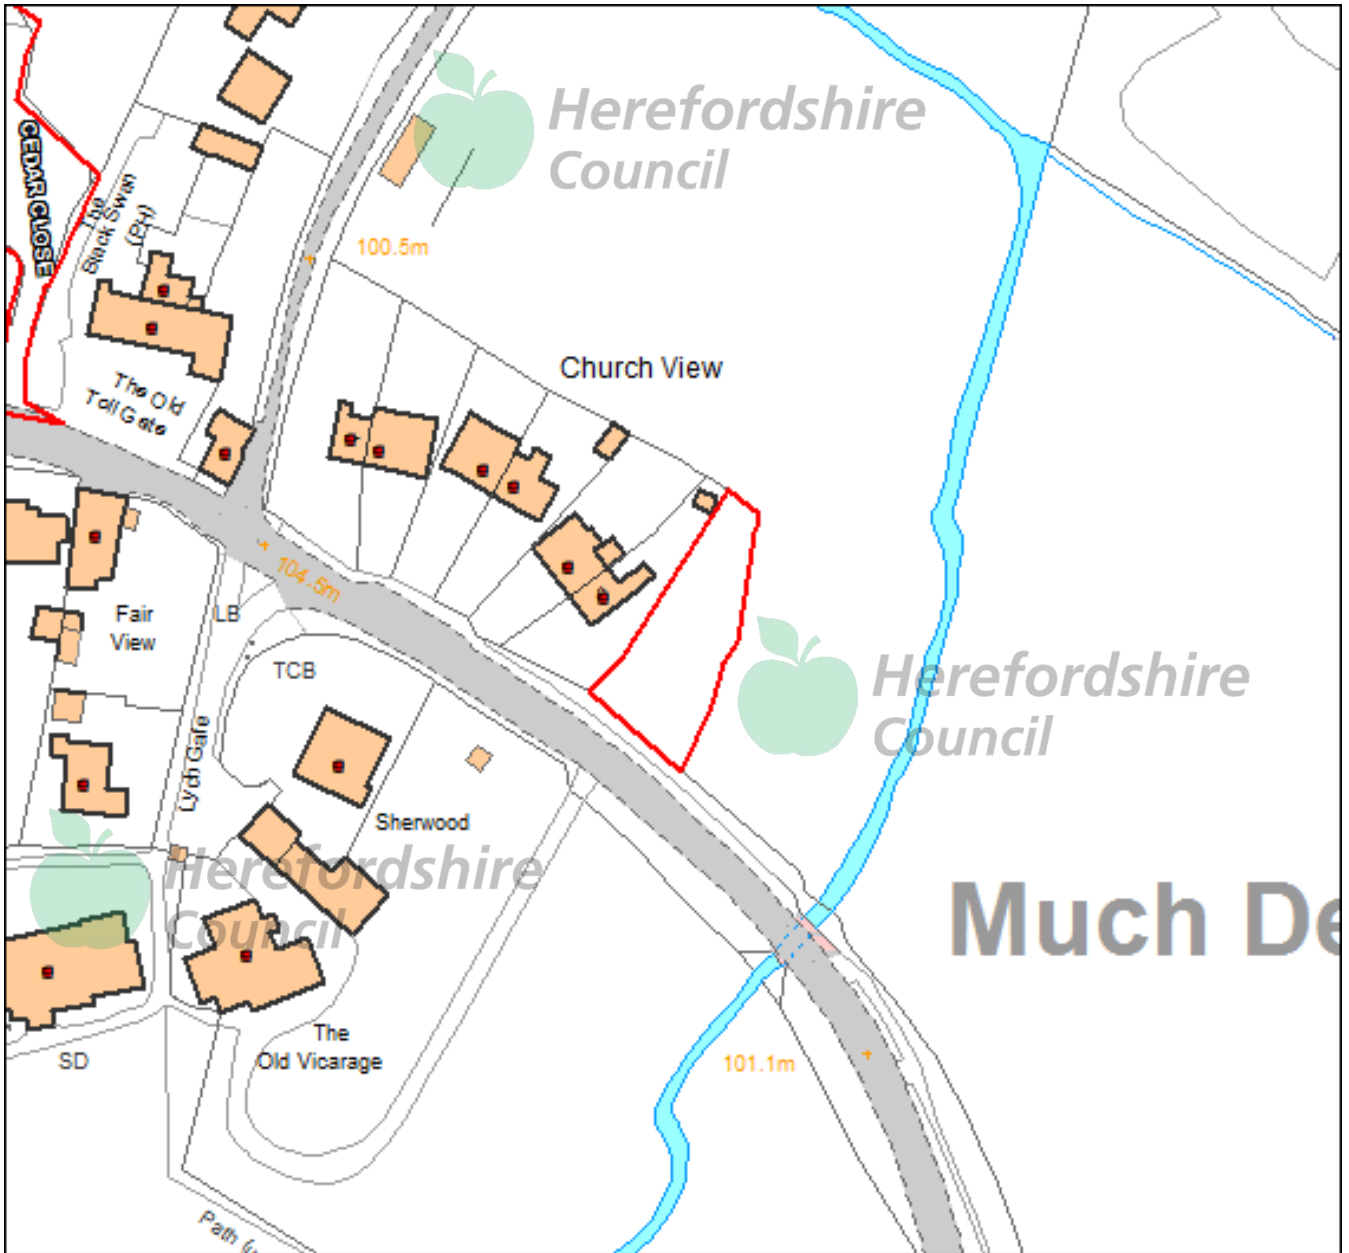 Herefordshire
Council
CEDAR CLOSE
The
Black Swan
(PH)
100.5m
Church View
The Old
Toll Gate
104.5m
Fair
View
LB
TCB
Herefordshire
Council
Lych Gate
Sherwood
Herefordshire
Council
Much De
The
Old Vicarage
SD
101.1m
Path